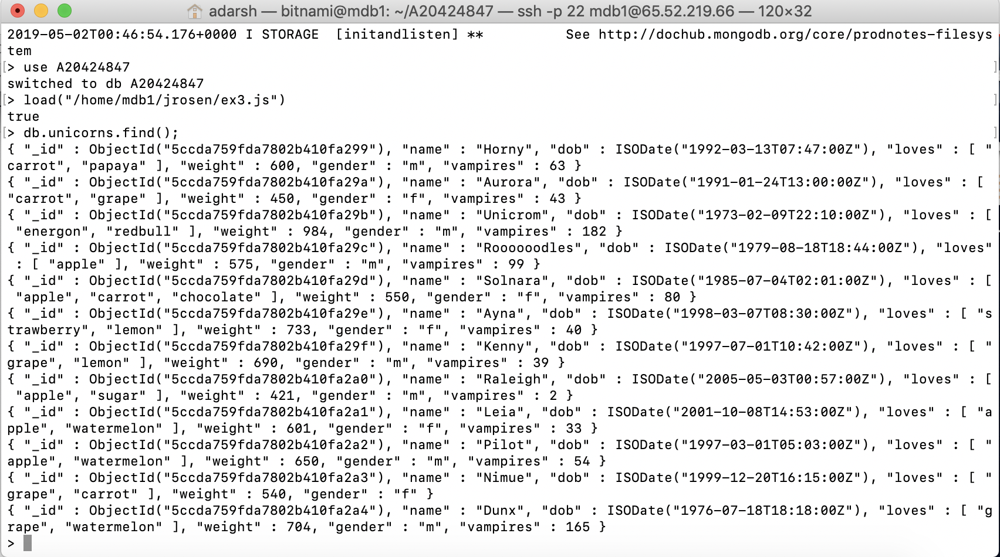 adarsh — bitnami@mdb1: ~/A20424847 — ssh -p 22 mdb1@65.52.219.66 — 120×32
2019-05-02T00:46:54.176+0000 I STORAGE  [initandlisten] **          See http://dochub.mongodb.org/core/prodnotes-filesys
tem
[> use A20424847 ]
switched to db A20424847
[> load("/home/mdb1/jrosen/ex3.js") ]
true
[> db.unicorns.find(); ]
{ "_id" : ObjectId("5ccda759fda7802b410fa299"), "name" : "Horny", "dob" : ISODate("1992-03-13T07:47:00Z"), "loves" : [ "
carrot", "papaya" ], "weight" : 600, "gender" : "m", "vampires" : 63 }
{ "_id" : ObjectId("5ccda759fda7802b410fa29a"), "name" : "Aurora", "dob" : ISODate("1991-01-24T13:00:00Z"), "loves" : [
"carrot", "grape" ], "weight" : 450, "gender" : "f", "vampires" : 43 }
{ "_id" : ObjectId("5ccda759fda7802b410fa29b"), "name" : "Unicrom", "dob" : ISODate("1973-02-09T22:10:00Z"), "loves" : [
 "energon", "redbull" ], "weight" : 984, "gender" : "m", "vampires" : 182 }
{ "_id" : ObjectId("5ccda759fda7802b410fa29c"), "name" : "Roooooodles", "dob" : ISODate("1979-08-18T18:44:00Z"), "loves"
 : [ "apple" ], "weight" : 575, "gender" : "m", "vampires" : 99 }
{ "_id" : ObjectId("5ccda759fda7802b410fa29d"), "name" : "Solnara", "dob" : ISODate("1985-07-04T02:01:00Z"), "loves" : [
 "apple", "carrot", "chocolate" ], "weight" : 550, "gender" : "f", "vampires" : 80 }
{ "_id" : ObjectId("5ccda759fda7802b410fa29e"), "name" : "Ayna", "dob" : ISODate("1998-03-07T08:30:00Z"), "loves" : [ "s
trawberry", "lemon" ], "weight" : 733, "gender" : "f", "vampires" : 40 }
{ "_id" : ObjectId("5ccda759fda7802b410fa29f"), "name" : "Kenny", "dob" : ISODate("1997-07-01T10:42:00Z"), "loves" : [ "
grape", "lemon" ], "weight" : 690, "gender" : "m", "vampires" : 39 }
{ "_id" : ObjectId("5ccda759fda7802b410fa2a0"), "name" : "Raleigh", "dob" : ISODate("2005-05-03T00:57:00Z"), "loves" : [
 "apple", "sugar" ], "weight" : 421, "gender" : "m", "vampires" : 2 }
{ "_id" : ObjectId("5ccda759fda7802b410fa2a1"), "name" : "Leia", "dob" : ISODate("2001-10-08T14:53:00Z"), "loves" : [ "a
pple", "watermelon" ], "weight" : 601, "gender" : "f", "vampires" : 33 }
{ "_id" : ObjectId("5ccda759fda7802b410fa2a2"), "name" : "Pilot", "dob" : ISODate("1997-03-01T05:03:00Z"), "loves" : [ "
apple", "watermelon" ], "weight" : 650, "gender" : "m", "vampires" : 54 }
{ "_id" : ObjectId("5ccda759fda7802b410fa2a3"), "name" : "Nimue", "dob" : ISODate("1999-12-20T16:15:00Z"), "loves" : [ "
grape", "carrot" ], "weight" : 540, "gender" : "f" }
{ "_id" : ObjectId("5ccda759fda7802b410fa2a4"), "name" : "Dunx", "dob" : ISODate("1976-07-18T18:18:00Z"), "loves" : [ "g
rape", "watermelon" ], "weight" : 704, "gender" : "m", "vampires" : 165 }
>